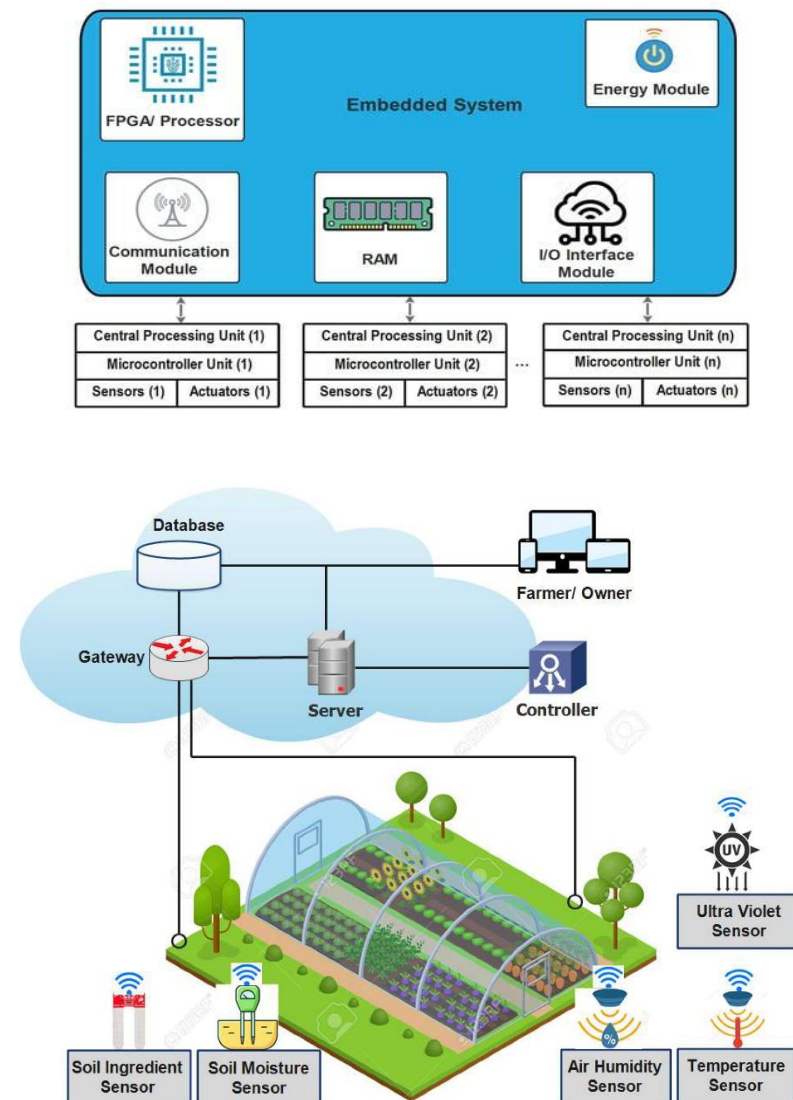 FPGA/ Processor
Embedded System
Energy Module
Communication
Module
RAM
I/O Interface
Module
Central Processing Unit (1)
Microcontroller Unit (1)
Sensors (1)
Actuators (1)
Central Processing Unit (2)
Microcontroller Unit (2)
Sensors (2)
Actuators (2)
...
Central Processing Unit (n)
Microcontroller Unit (n)
Sensors (n)
Actuators (n)
Database
Farmer/ Owner
Gateway
Server
Controller
UV
Ultra Violet
Sensor
Soil Ingredient
Sensor
Soil Moisture
Sensor
%
Air Humidity
Sensor
Temperature
Sensor